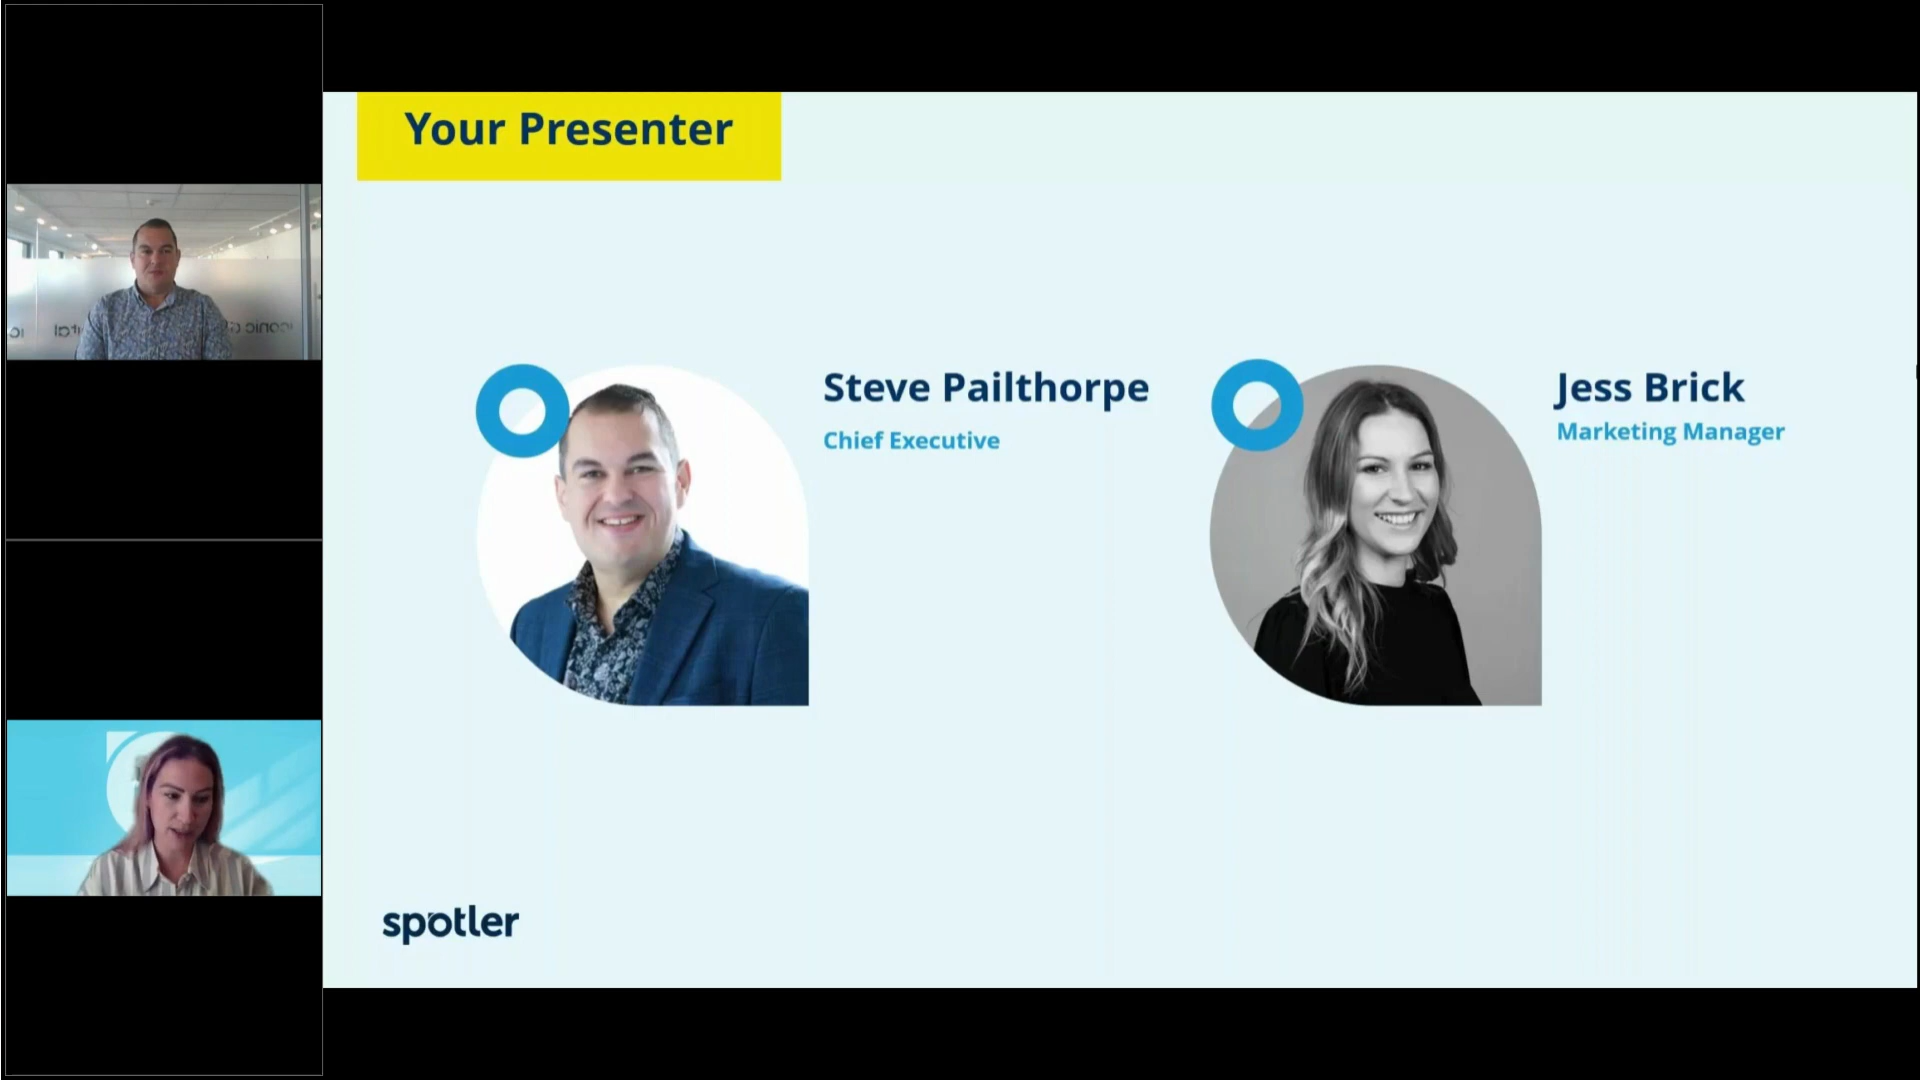 Your Presenter
Steve Pailthorpe
Chief Executive
Jess Brick
Marketing Manager
spotler